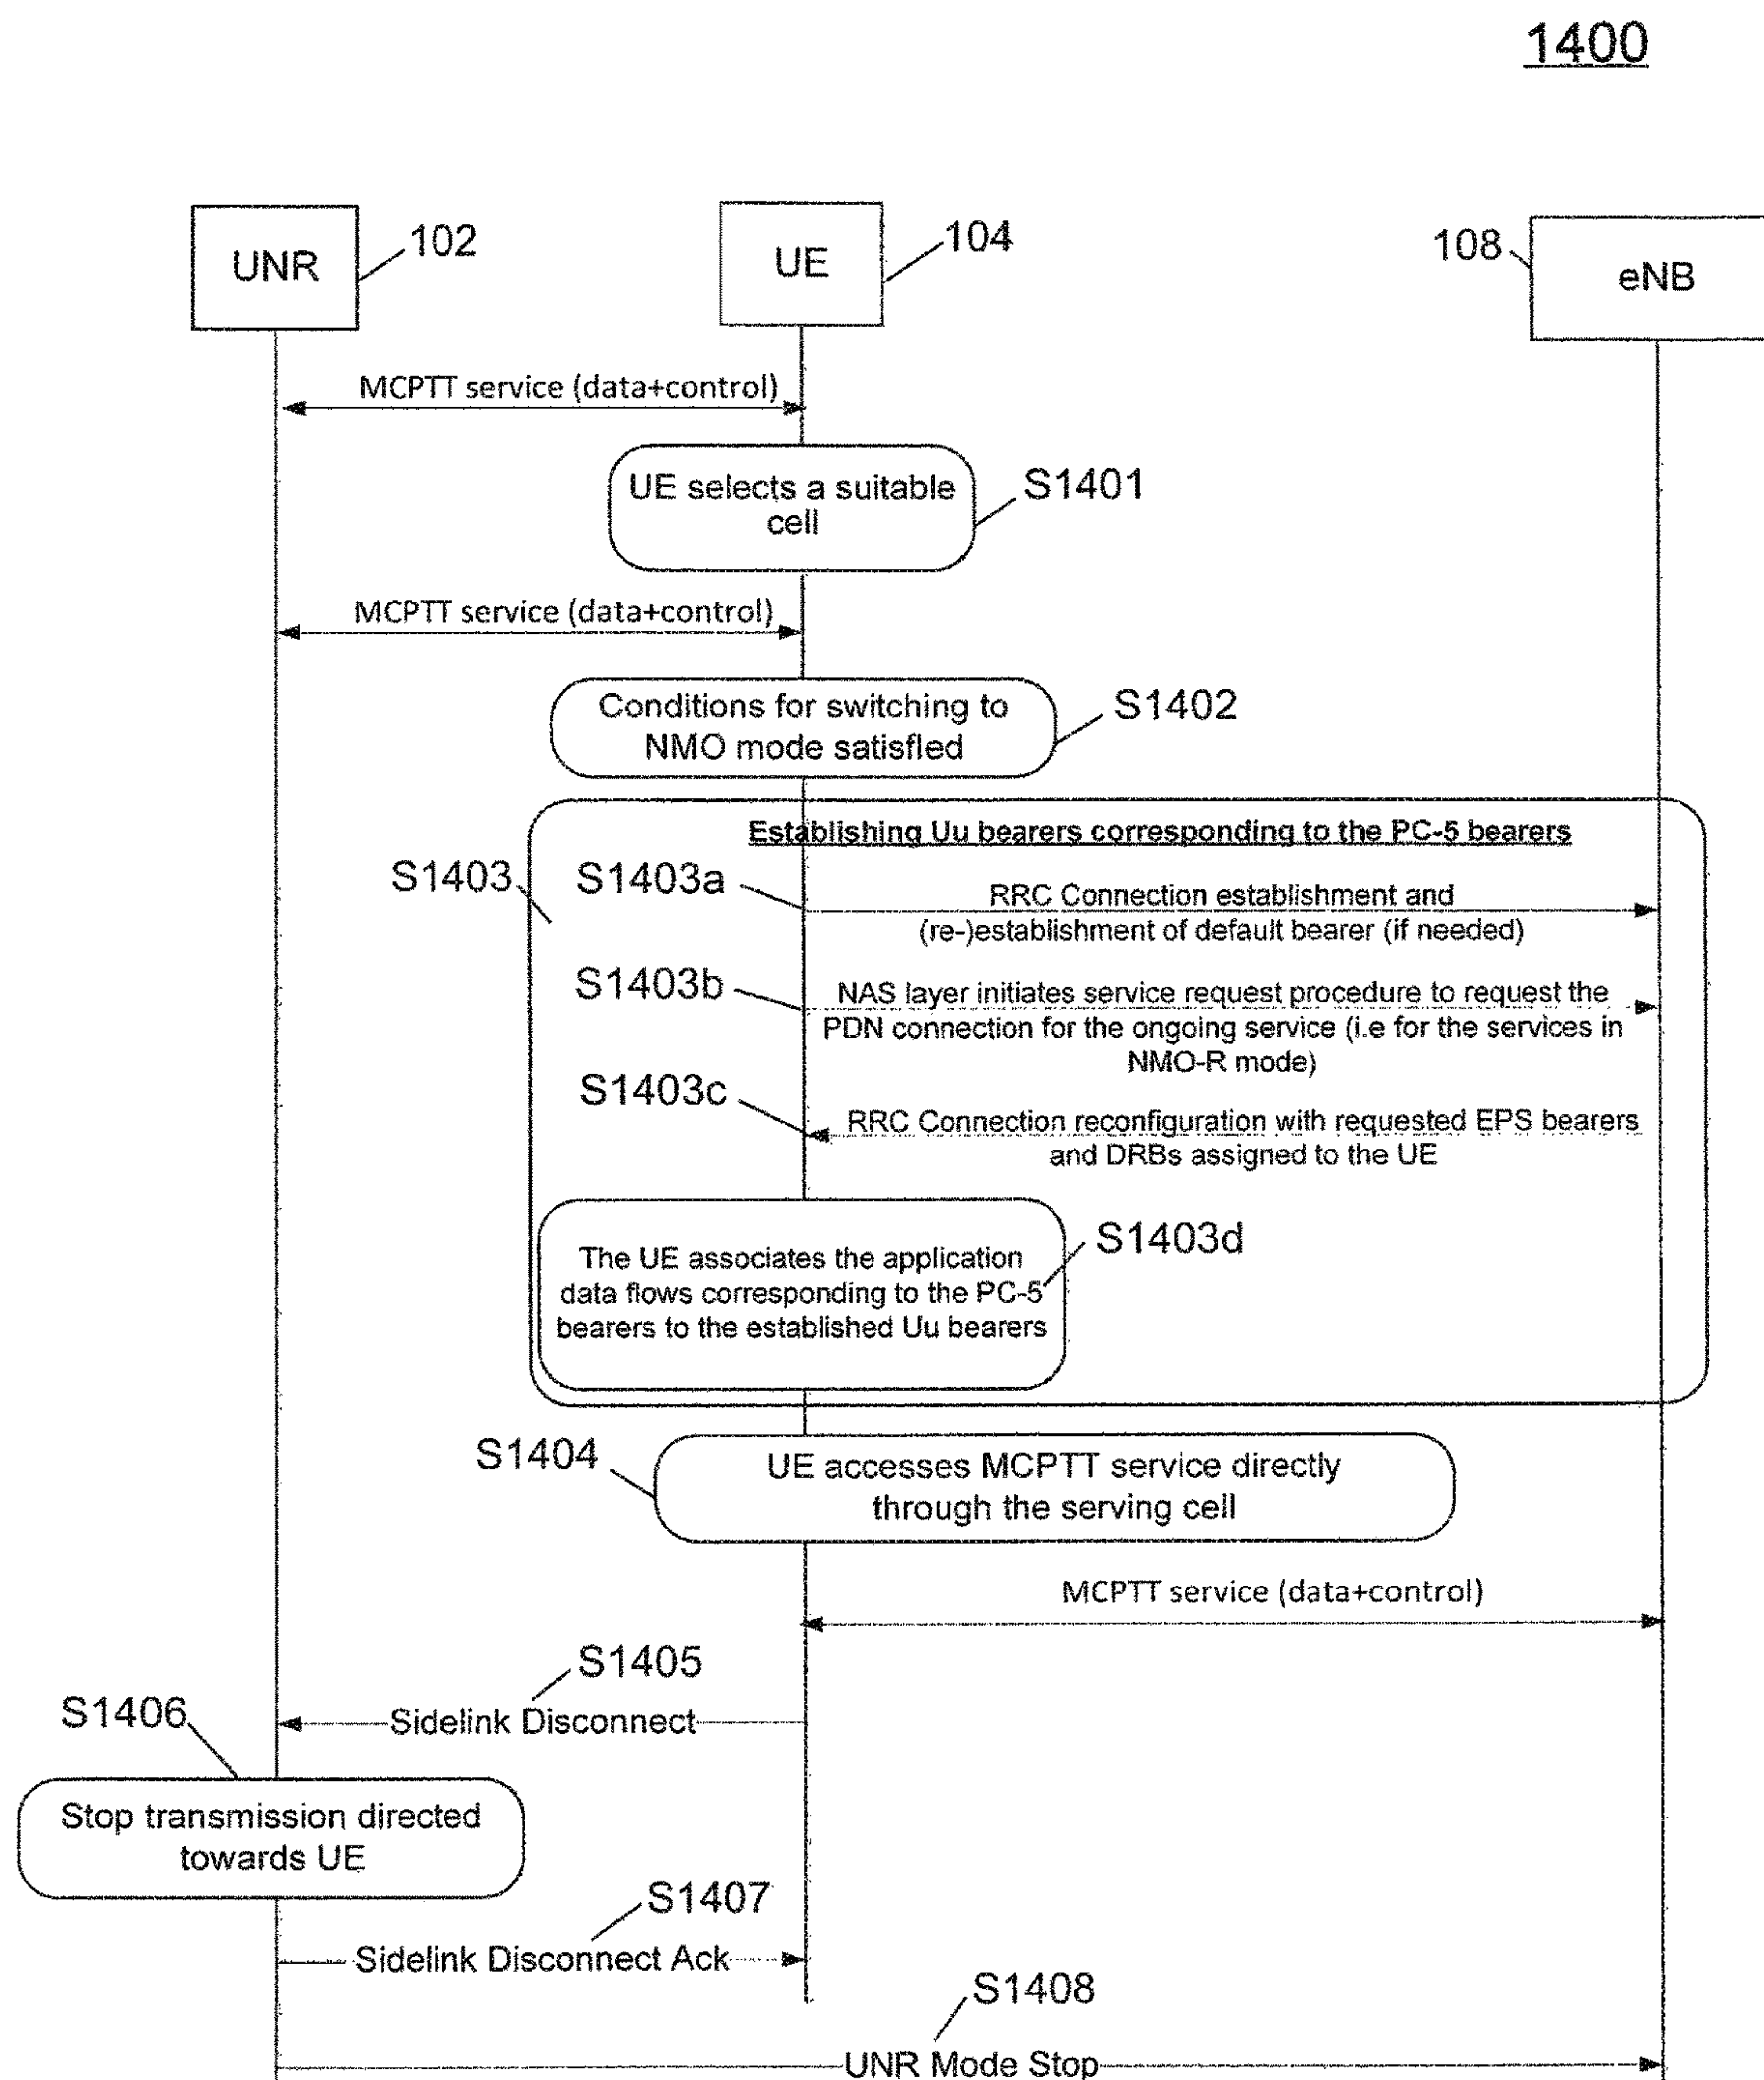 1400
UNR
102
UE
104
108
eNB
MCPTT service (data+control)
UE selects a suitable
cell
S1401
MCPTT service (data+control)
Conditions for switching to
NMO mode satisfied
S1402
Establishing Uu bearers corresponding to the PC-5 bearers
S1403
S1403a
RRC Connection establishment and
(re-)establishment of default bearer (if needed)
S1403b
NAS layer initiates service request procedure to request the
PDN connection for the ongoing service (i.e for the services in
NMO-R mode)
S1403c
RRC Connection reconfiguration with requested EPS bearers
and DRBs assigned to the UE
S1403d
The UE associates the application
data flows corresponding to the PC-5
bearers to the established Uu bearers
S1404
UE accesses MCPTT service directly
through the serving cell
MCPTT service (data+control)
S1405
Sidelink Disconnect
S1406
Stop transmission directed
towards UE
S1407
Sidelink Disconnect Ack
S1408
UNR Mode Stop